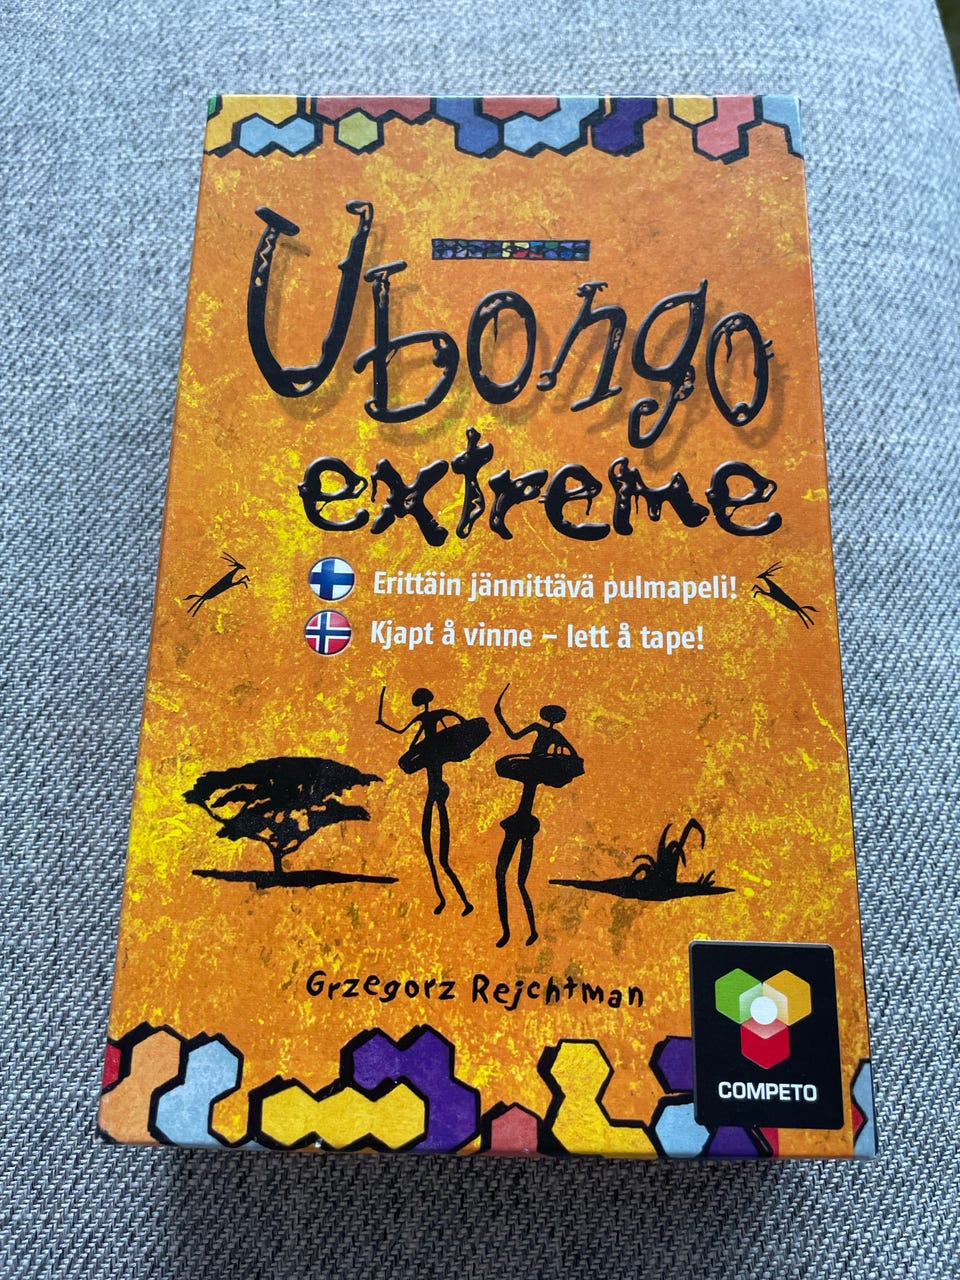 Ubongo
extreme
Erittäin jännittävä pulmapeli!
Kjapt å vinne – lett å tape!
Grzegorz Rejchtman
COMPETO